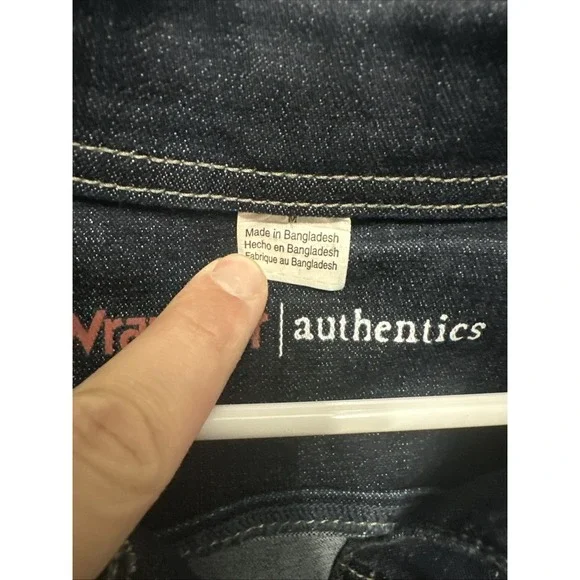 M
Made in Bangladesh
Hecho en Bangladesh
Fabrique au Bangladesh
authentics